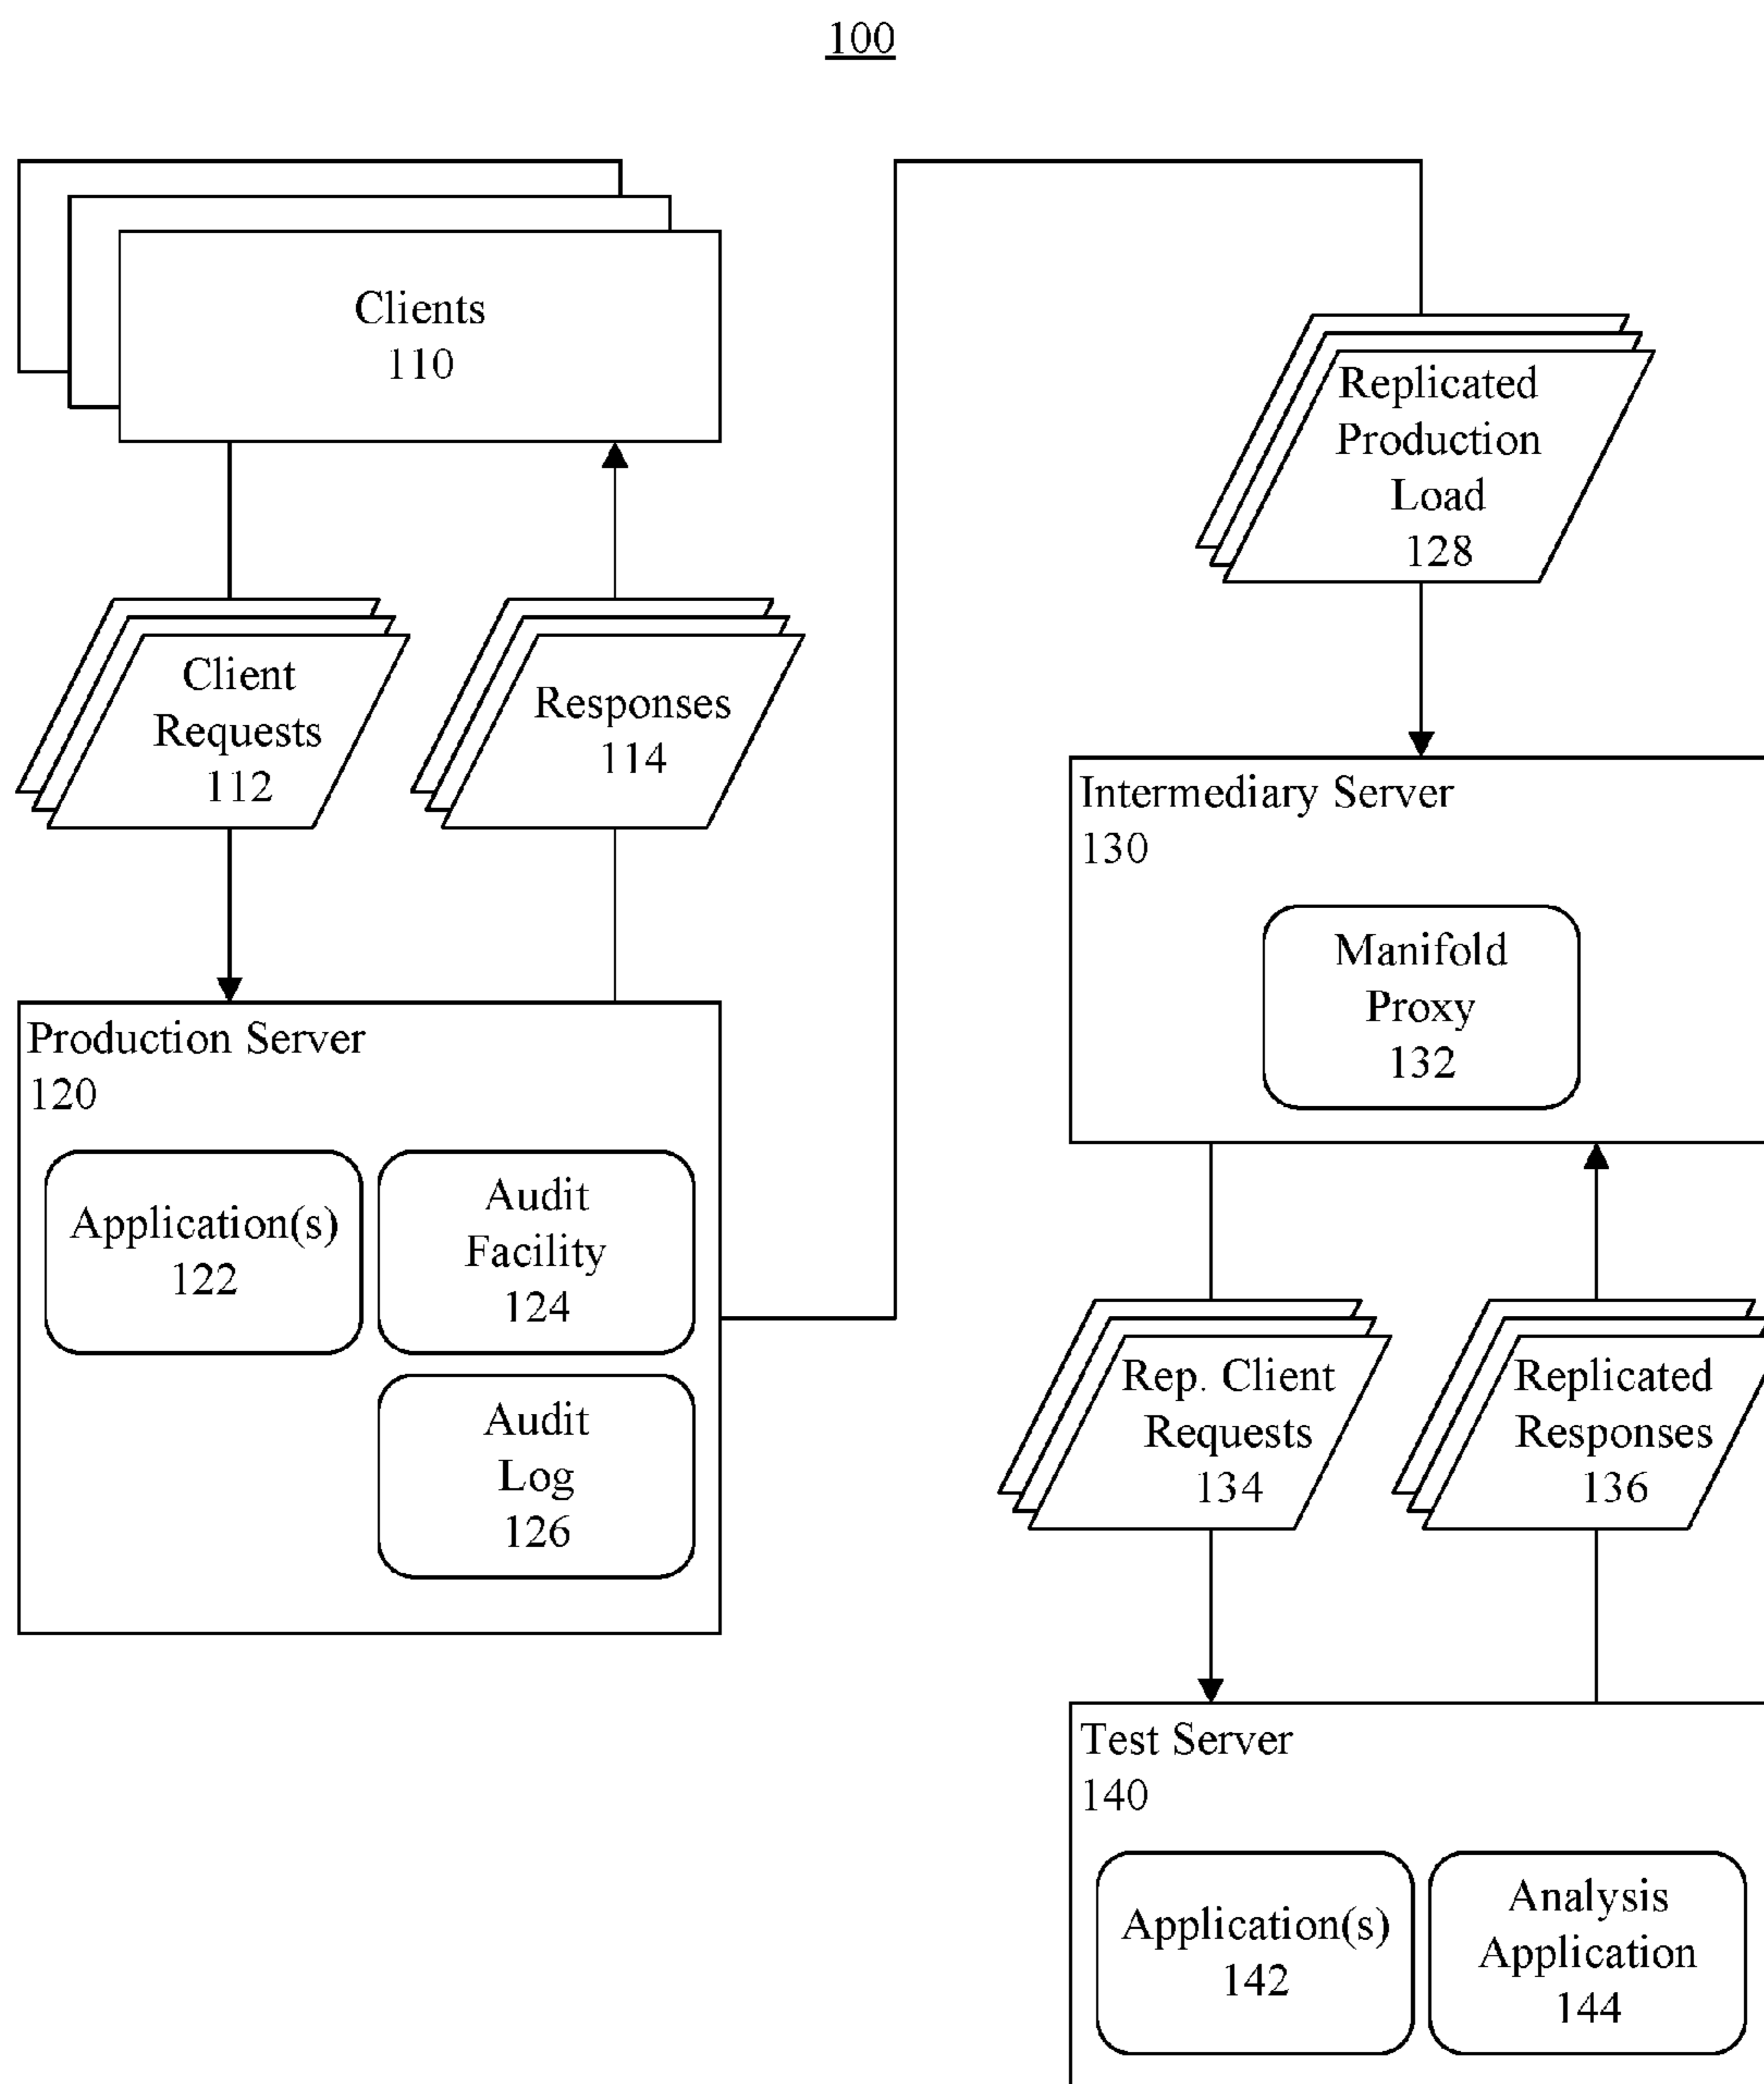 100
Clients
110
Client
Requests
112
Responses
114
Production Server
120
Application(s)
122
Audit
Facility
124
Audit
Log
126
Replicated
Production
Load
128
Intermediary Server
130
Manifold
Proxy
132
Rep. Client
Requests
134
Replicated
Responses
136
Test Server
140
Application(s)
142
Analysis
Application
144